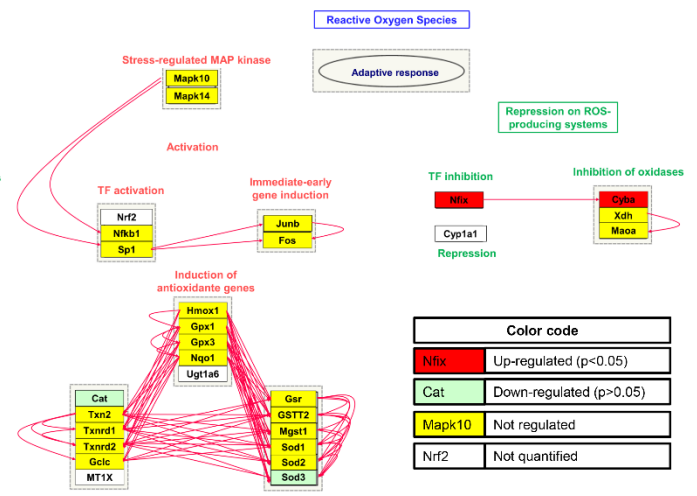 Reactive Oxygen Species
Stress-regulated MAP kinase
Mapk10
Mapk14
Adaptive response
Repression on ROS-
producing systems
Activation
TF activation
Nrf2
Nfkb1
Sp1
Immediate-early
gene induction
Junb
Fos
TF inhibition
Nfix
Cyp1a1
Repression
Inhibition of oxidases
Cyba
Xdh
Maoa
Induction of
antioxidante genes
Hmox1
Gpx1
Gpx3
Nqo1
Ugt1a6
Cat
Txn2
Txnrd1
Txnrd2
Gclc
MT1X
Gsr
GSTT2
Mgst1
Sod1
Sod2
Sod3
Color code
Nfix Up-regulated (p<0.05)
Cat Down-regulated (p>0.05)
Mapk10 Not regulated
Nrf2 Not quantified